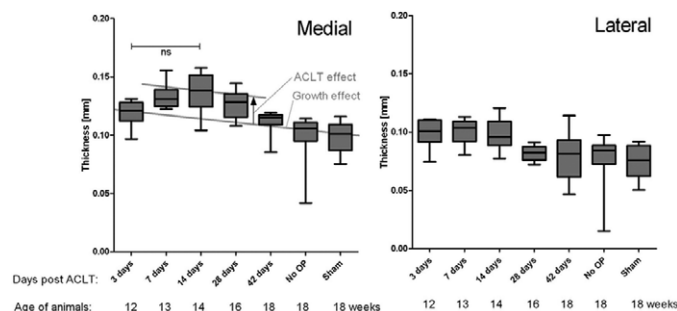 Medial
0.20
0.15
0.10
0.05
0.00
Thickness [mm]
ns
ACLT effect
Growth effect
Days post ACLT:
3 days
7 days
14 days
28 days
42 days
No OP
Sham
Age of animals:
12
13
14
16
18
18
18 weeks
Lateral
0.20
0.15
0.10
0.05
0.00
Thickness [mm]
3 days
7 days
14 days
28 days
42 days
No OP
Sham
12
13
14
16
18
18
18 weeks